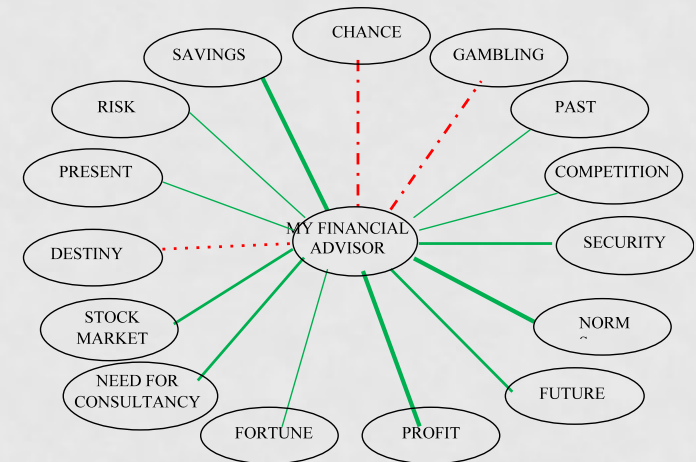 CHANCE
SAVINGS
GAMBLING
RISK
PAST
PRESENT
COMPETITION
MY FINANCIAL
ADVISOR
SECURITY
DESTINY
STOCK
MARKET
NORM
NEED FOR
CONSULTANCY
FUTURE
FORTUNE
PROFIT